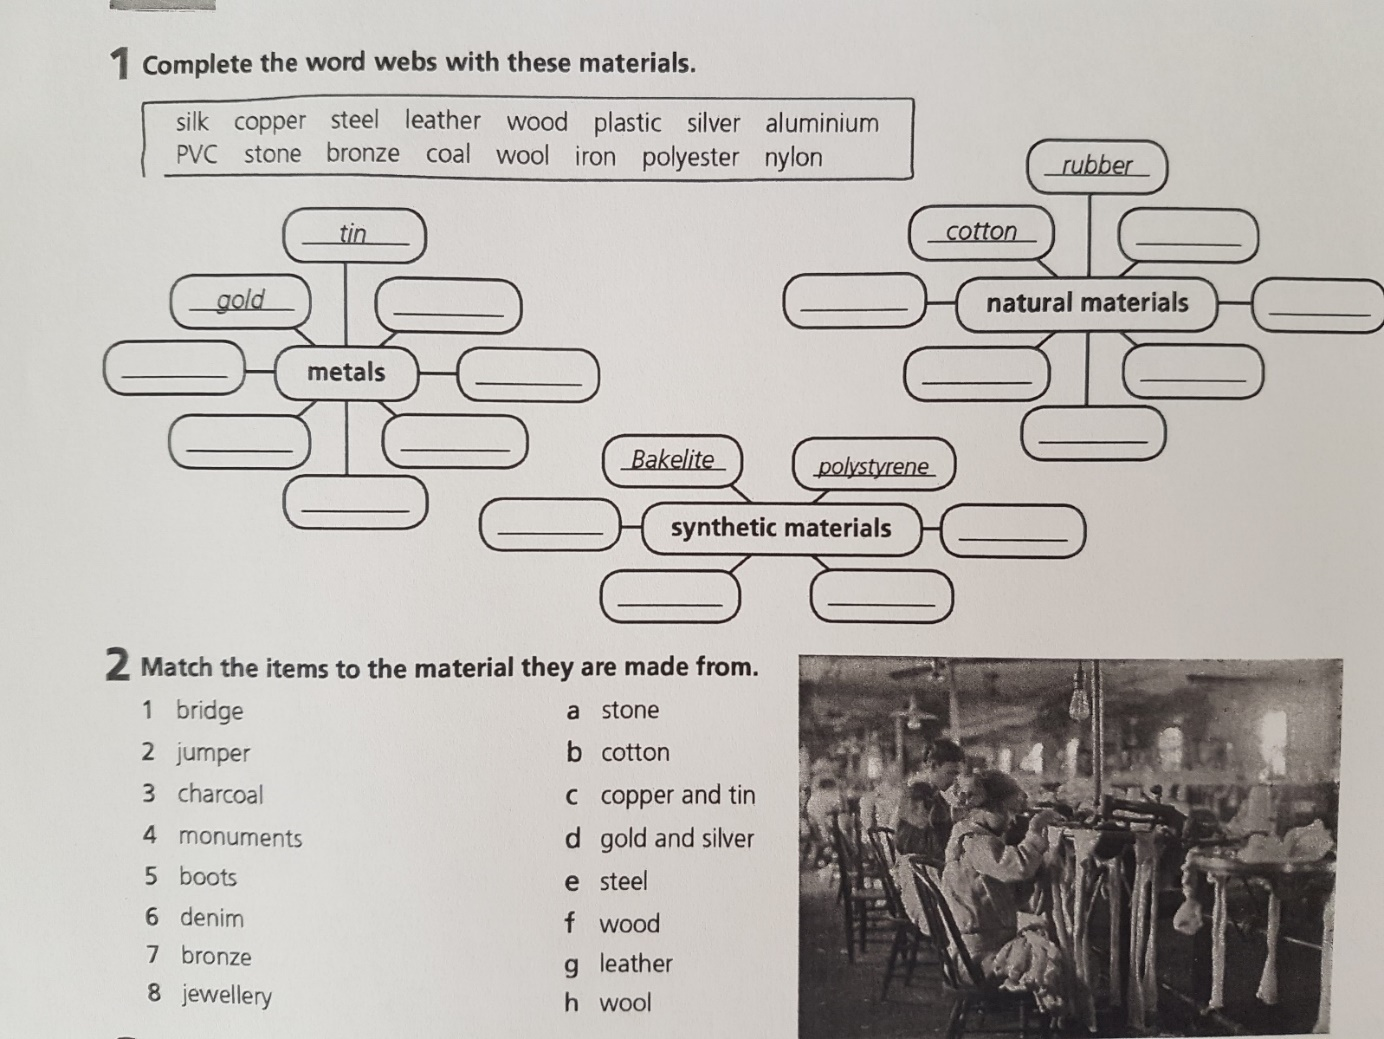 1 Complete the word webs with these materials.
silk copper steel leather wood plastic silver aluminium
PVC stone bronze coal wool iron polyester nylon
tin
gold
metals
rubber
cotton
natural materials
Bakelite
polystyrene
synthetic materials
2 Match the items to the material they are made from.
1 bridge
2 jumper
3 charcoal
4 monuments
5 boots
6 denim
7 bronze
8 jewellery
a stone
b cotton
c copper and tin
d gold and silver
e steel
f wood
g leather
h wool